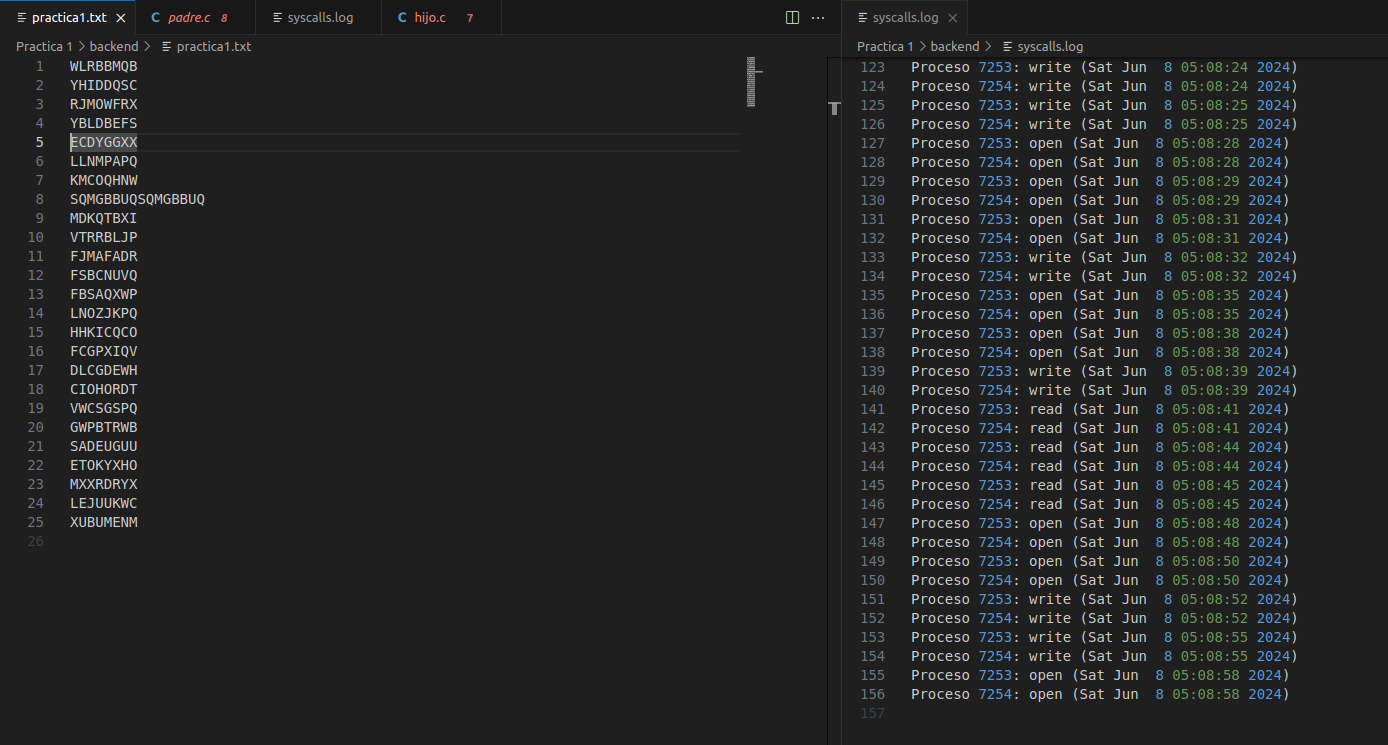 practica1.txt × C padre.c 8 syscalls.log C hijo.c 7 ···
Practica 1 > backend > practica1.txt
1 WLRBBMQB
2 YHIDDQSC
3 RJMOWFRX
4 YBLDBEFS
5 ECDYGGXX
6 LLNMPAPQ
7 KMCOQHNW
8 SQMGBBUQSQMGBBUQ
9 MDKQTBXI
10 VTRRBLJP
11 FJMAFADR
12 FSBCNUVQ
13 FBSAQXWP
14 LNOZJKPQ
15 HHKICQCO
16 FCGPXIQV
17 DLCGDEWH
18 CIOHORDT
19 VWCSGSPQ
20 GWPBTRWB
21 SADEUGUU
22 ETOKYXHO
23 MXXRDRYX
24 LEJUUKWC
25 XUBUMENM
26
syscalls.log ×
Practica 1 > backend > syscalls.log
123 Proceso 7253: write (Sat Jun  8 05:08:24 2024)
124 Proceso 7254: write (Sat Jun  8 05:08:24 2024)
125 Proceso 7253: write (Sat Jun  8 05:08:25 2024)
126 Proceso 7254: write (Sat Jun  8 05:08:25 2024)
127 Proceso 7253: open (Sat Jun  8 05:08:28 2024)
128 Proceso 7254: open (Sat Jun  8 05:08:28 2024)
129 Proceso 7253: open (Sat Jun  8 05:08:29 2024)
130 Proceso 7254: open (Sat Jun  8 05:08:29 2024)
131 Proceso 7253: open (Sat Jun  8 05:08:31 2024)
132 Proceso 7254: open (Sat Jun  8 05:08:31 2024)
133 Proceso 7253: write (Sat Jun  8 05:08:32 2024)
134 Proceso 7254: write (Sat Jun  8 05:08:32 2024)
135 Proceso 7253: open (Sat Jun  8 05:08:35 2024)
136 Proceso 7254: open (Sat Jun  8 05:08:35 2024)
137 Proceso 7253: open (Sat Jun  8 05:08:38 2024)
138 Proceso 7254: open (Sat Jun  8 05:08:38 2024)
139 Proceso 7253: write (Sat Jun  8 05:08:39 2024)
140 Proceso 7254: write (Sat Jun  8 05:08:39 2024)
141 Proceso 7253: read (Sat Jun  8 05:08:41 2024)
142 Proceso 7254: read (Sat Jun  8 05:08:41 2024)
143 Proceso 7253: read (Sat Jun  8 05:08:44 2024)
144 Proceso 7254: read (Sat Jun  8 05:08:44 2024)
145 Proceso 7253: read (Sat Jun  8 05:08:45 2024)
146 Proceso 7254: read (Sat Jun  8 05:08:45 2024)
147 Proceso 7253: open (Sat Jun  8 05:08:48 2024)
148 Proceso 7254: open (Sat Jun  8 05:08:48 2024)
149 Proceso 7253: open (Sat Jun  8 05:08:50 2024)
150 Proceso 7254: open (Sat Jun  8 05:08:50 2024)
151 Proceso 7253: write (Sat Jun  8 05:08:52 2024)
152 Proceso 7254: write (Sat Jun  8 05:08:52 2024)
153 Proceso 7253: write (Sat Jun  8 05:08:55 2024)
154 Proceso 7254: write (Sat Jun  8 05:08:55 2024)
155 Proceso 7253: open (Sat Jun  8 05:08:58 2024)
156 Proceso 7254: open (Sat Jun  8 05:08:58 2024)
157